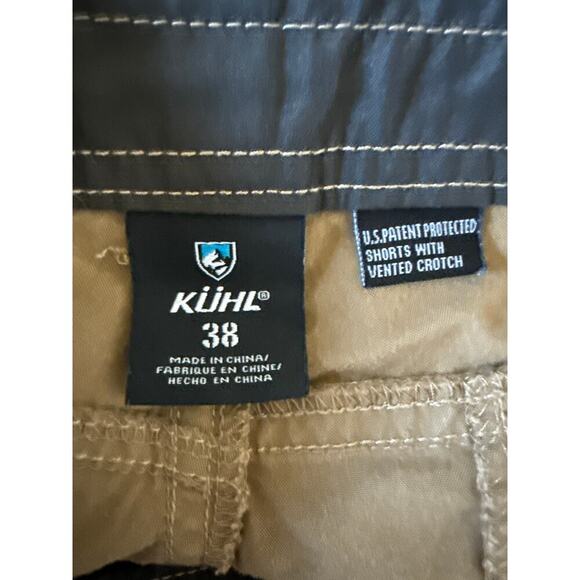 KÜHL®
38
MADE IN CHINA/
FABRIQUE EN CHINE/
HECHO EN CHINA
U.S.PATENT PROTECTED
SHORTS WITH
VENTED CROTCH